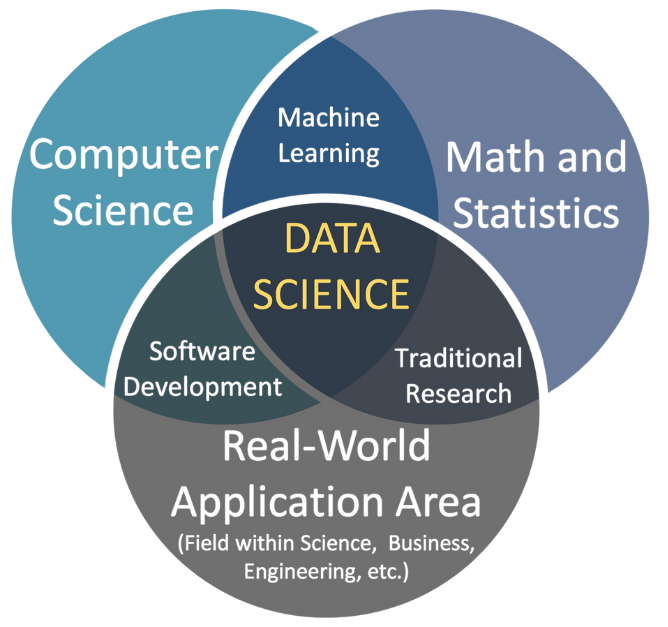 Machine
Learning
Computer
Science
Math and
Statistics
DATA
SCIENCE
Software
Development
Traditional
Research
Real-World
Application Area
(Field within Science, Business,
Engineering, etc.)